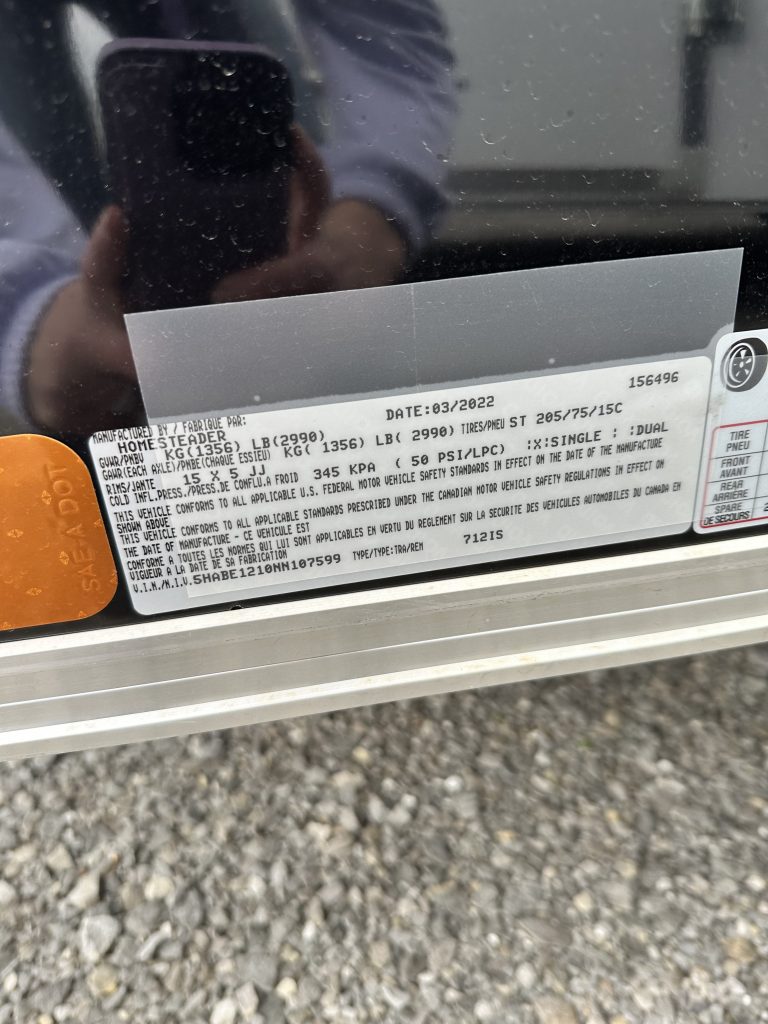 MANUFACTURED BY / FABRIQUE PAR: DATE:03/2022 156496
HOMESTEADER
GVWR/PNBV KG(1356) LB(2990) TIRES/PNEU ST 205/75/15C
GAWR(EACH AXLE)/PNBE(CHAQUE ESSIEU) KG( 1356) LB( 2990)
RIMS/JANTE 15 X 5 JJ :X:SINGLE : :DUAL
COLD INFL.PRESS./PRESS.DE CONFLU.A FROID 345 KPA ( 50 PSI/LPC)
THIS VEHICLE CONFORMS TO ALL APPLICABLE U.S. FEDERAL MOTOR VEHICLE SAFETY STANDARDS IN EFFECT ON THE DATE OF THE MANUFACTURE
SHOWN ABOVE
THIS VEHICLE CONFORMS TO ALL APPLICABLE STANDARDS PRESCRIBED UNDER THE CANADIAN MOTOR VEHICLE SAFETY REGULATIONS IN EFFECT ON
THE DATE OF MANUFACTURE - CE VEHICULE EST
CONFORME A TOUTES LES NORMES QUI LUI SONT APPLICABLES EN VERTU DU REGLEMENT SUR LA SECURITE DES VEHICULES AUTOMOBILES DU CANADA EN
VIGUEUR A LA DATE DE SA FABRICATION
V.I.N./N.I.V.5HABE1210NN107599 TYPE/TYPE:TRA/REM 712IS
SAE A DOT
TIRE
PNEU
FRONT
AVANT
REAR
ARRIÈRE
SPARE
DE SECOURS